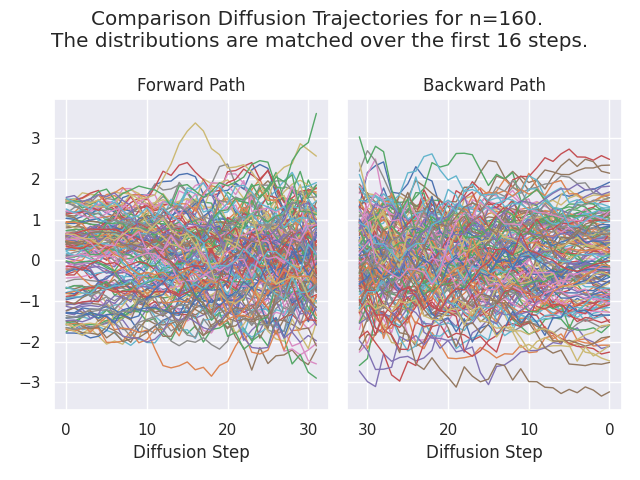 Comparison Diffusion Trajectories for n=160.
The distributions are matched over the first 16 steps.
Forward Path
Backward Path
3
2
1
0
−1
−2
−3
0 10 20 30
30 20 10 0
Diffusion Step
Diffusion Step